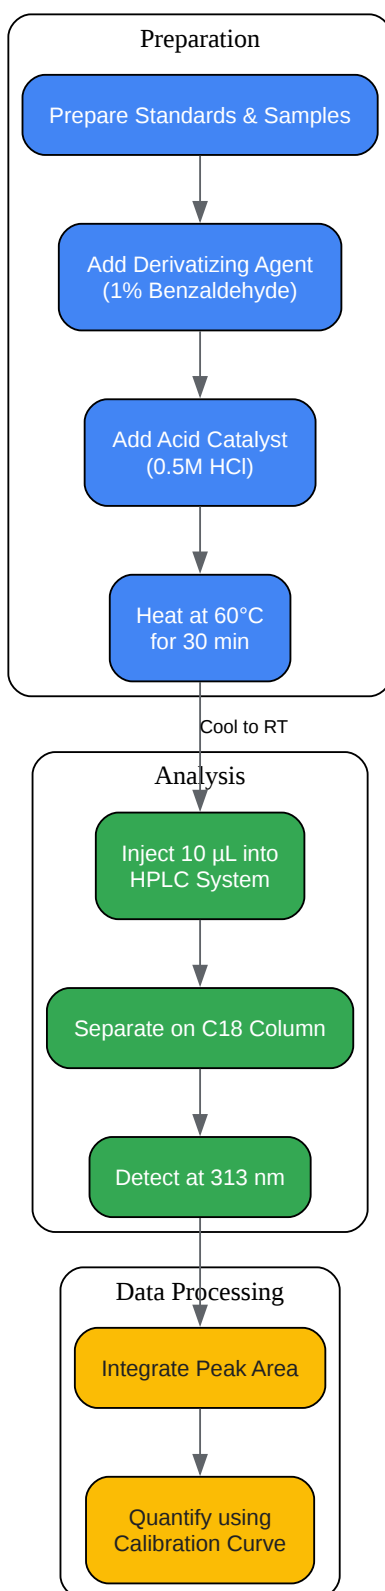 Preparation
Prepare Standards & Samples
Add Derivatizing Agent
(1% Benzaldehyde)
Add Acid Catalyst
(0.5M HCl)
Heat at 60°C
for 30 min
Cool to RT
Analysis
Inject 10 µL into
HPLC System
Separate on C18 Column
Detect at 313 nm
Data Processing
Integrate Peak Area
Quantify using
Calibration Curve